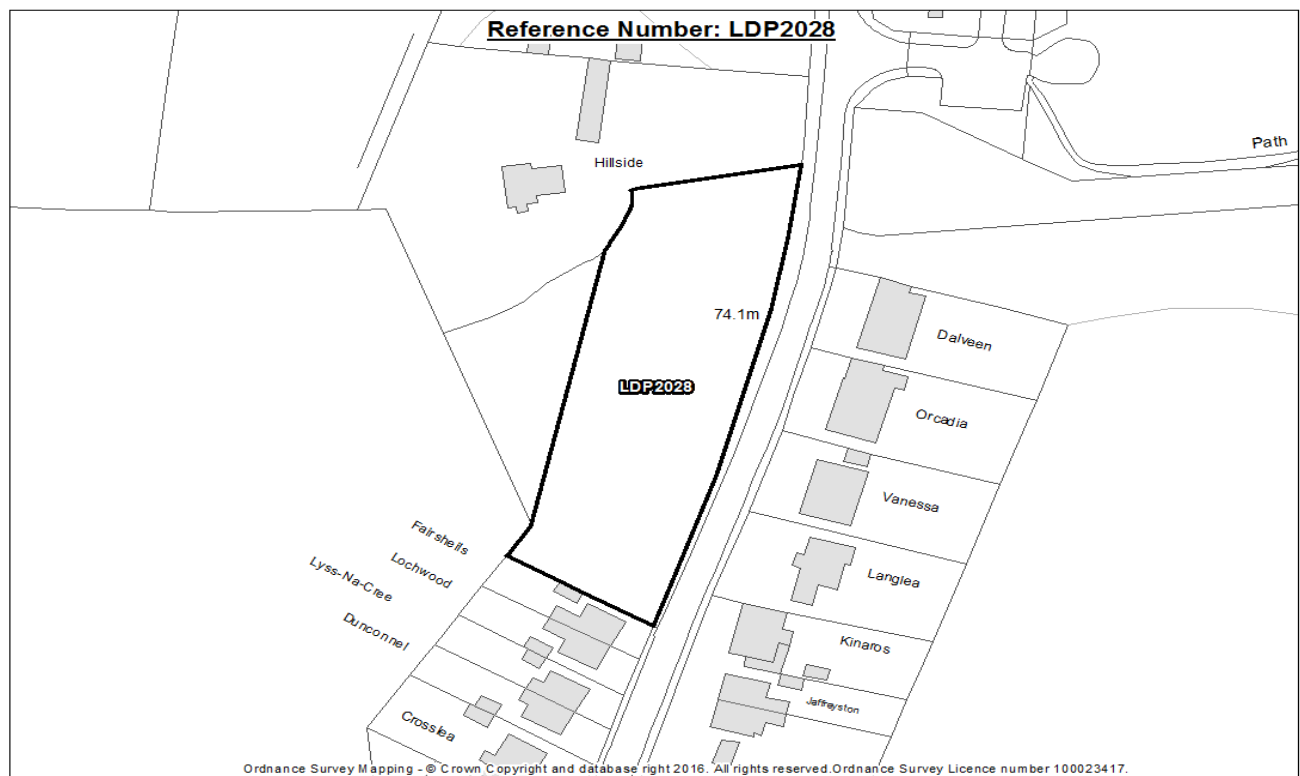 Reference Number: LDP2028
Path
Hillside
74.1m
Dalveen
LDP2028
Orcadia
Vanessa
Fairsheils
Lochwood
Langlea
Lyss-Na-Cree
Dunconnel
Kinaros
Jaffreyston
Crosslea
Ordnance Survey Mapping - © Crown Copyright and database right 2016. All rights reserved.Ordnance Survey Licence number 100023417.